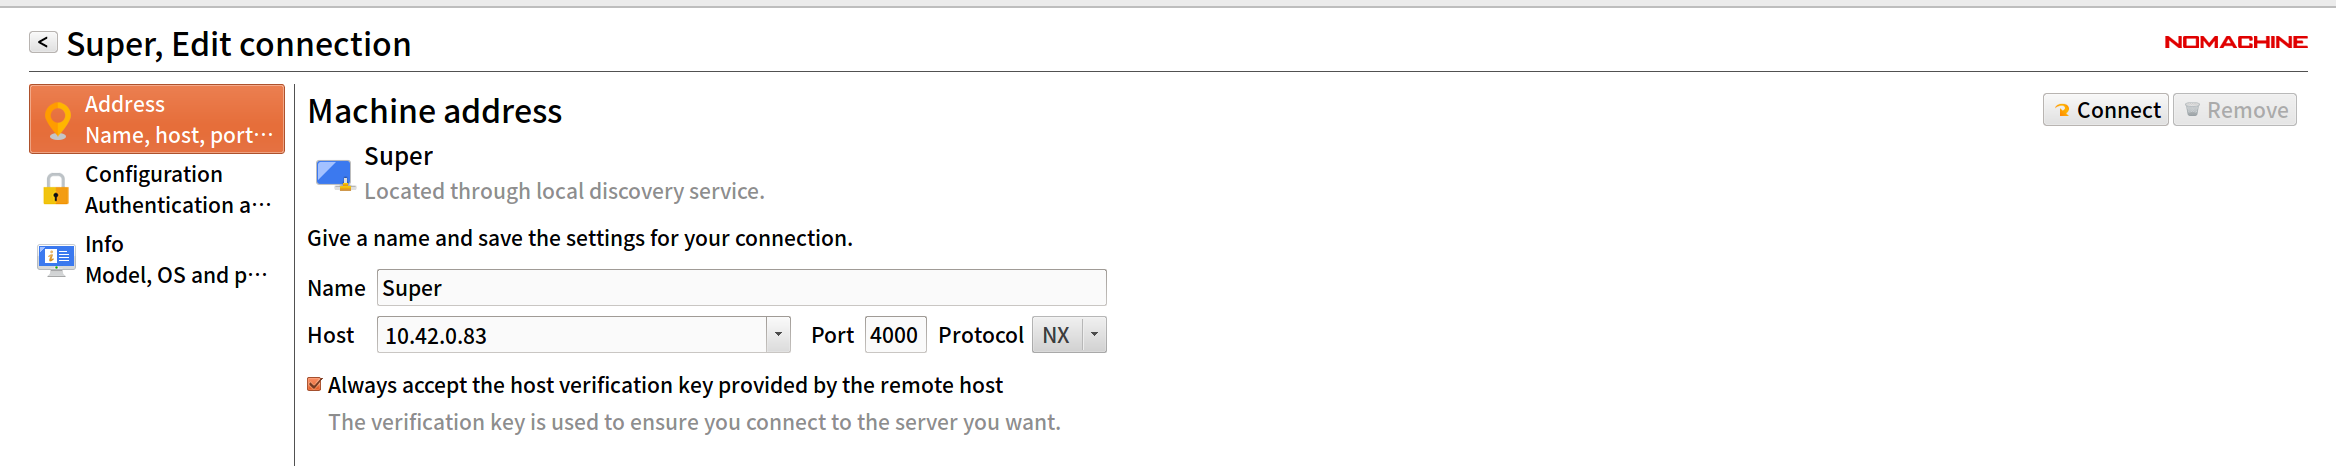 < Super, Edit connection
NOMACHINE
Address
Name, host, port···
Configuration
Authentication a···
Info
Model, OS and p···
Machine address
Connect
Remove
Super
Located through local discovery service.
Give a name and save the settings for your connection.
Name Super
Host 10.42.0.83 Port 4000 Protocol NX
Always accept the host verification key provided by the remote host
The verification key is used to ensure you connect to the server you want.